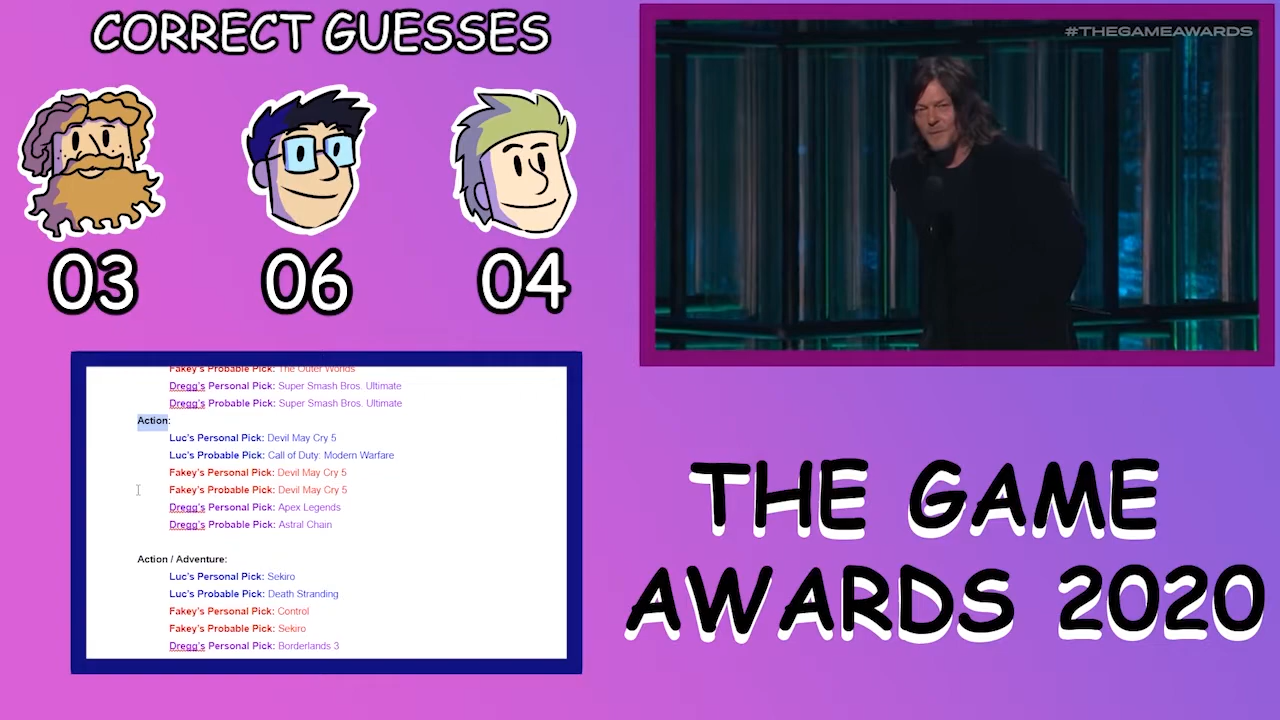 CORRECT GUESSES
03 06 04
#THEGAMEAWARDS
Fakey's Probable Pick: The Outer Worlds
Dregg's Personal Pick: Super Smash Bros. Ultimate
Dregg's Probable Pick: Super Smash Bros. Ultimate
Action:
Luc's Personal Pick: Devil May Cry 5
Luc's Probable Pick: Call of Duty: Modern Warfare
Fakey's Personal Pick: Devil May Cry 5
Fakey's Probable Pick: Devil May Cry 5
Dregg's Personal Pick: Apex Legends
Dregg's Probable Pick: Astral Chain
Action / Adventure:
Luc's Personal Pick: Sekiro
Luc's Probable Pick: Death Stranding
Fakey's Personal Pick: Control
Fakey's Probable Pick: Sekiro
Dregg's Personal Pick: Borderlands 3
THE GAME
AWARDS 2020